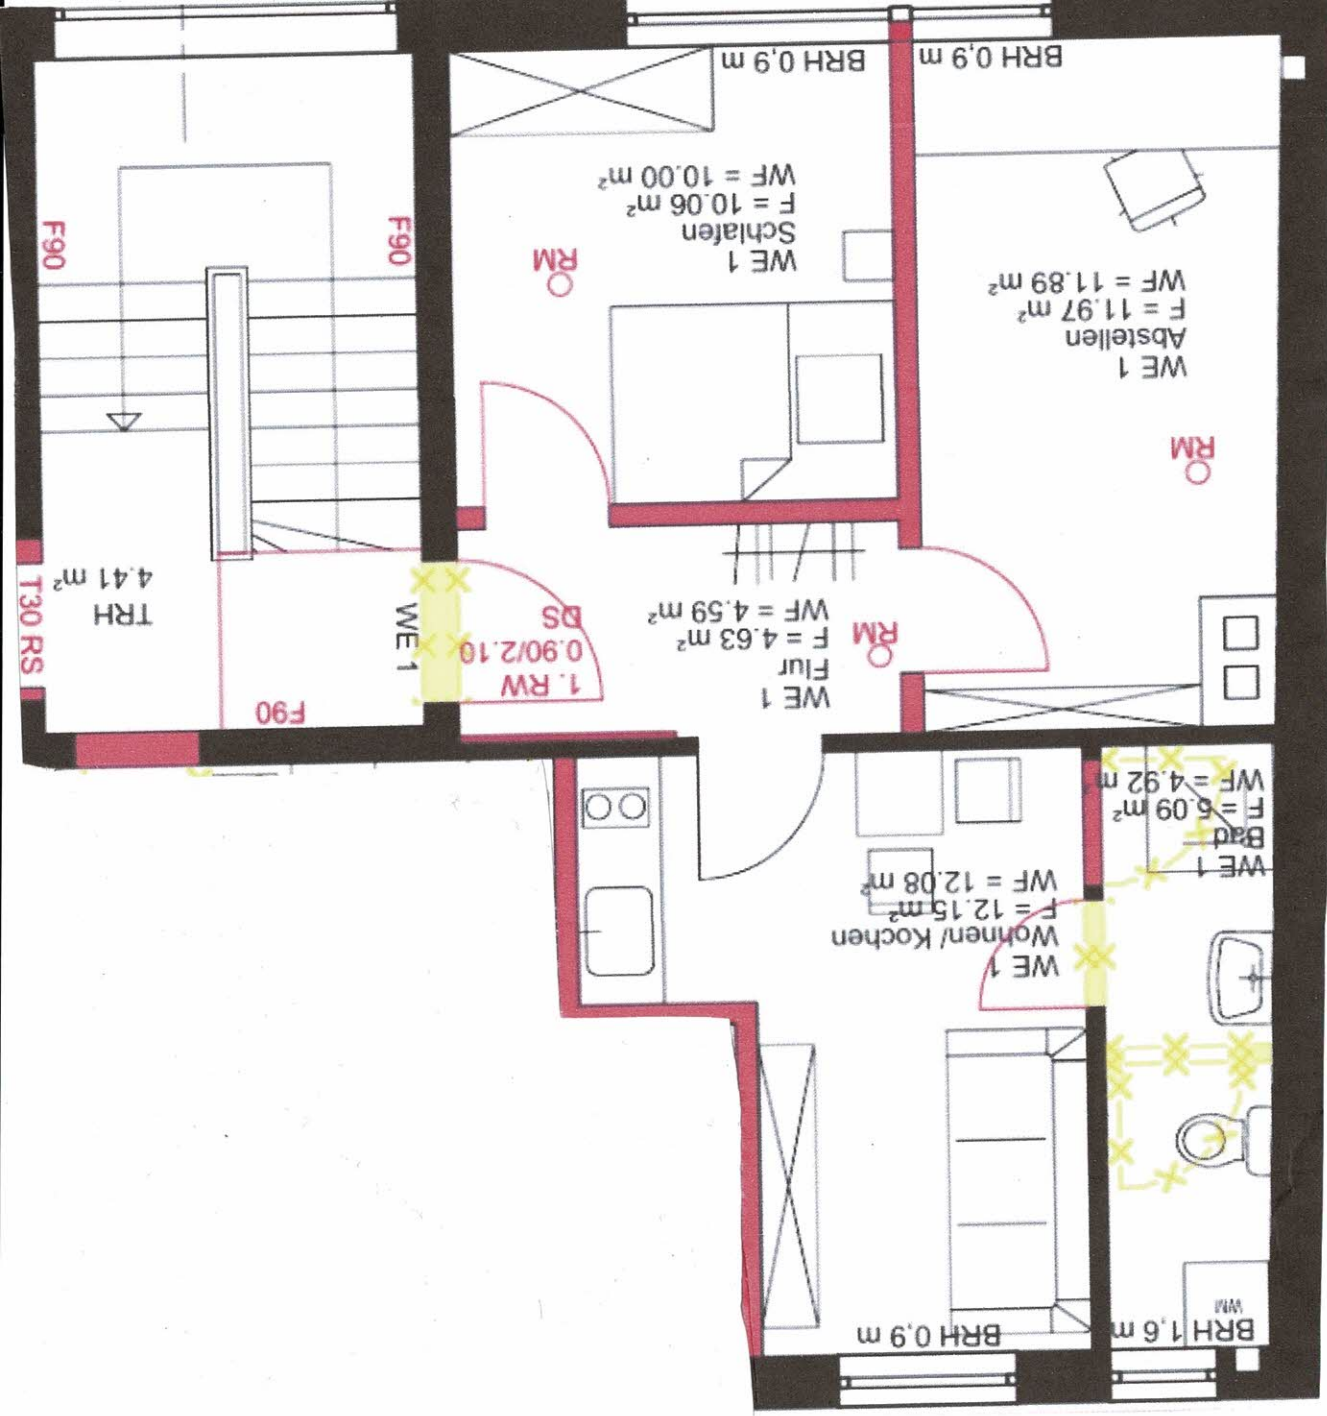 BRH 1,6 m
BRH 0,9 m
WM
WE 1
Wohnen/ Kochen
F = 12.15 m²
WF = 12.08 m²
WE 1
Bad
F = 5.09 m²
WF = 4.92 m²
WE 1
Flur
F = 4.63 m²
WF = 4.59 m²
RM
1. RW
0.90/2.10
DS
WE 1
F90
TRH
4.41 m²
T30 RS
WE 1
Abstellen
F = 11.97 m²
WF = 11.89 m²
RM
WE 1
Schlafen
F = 10.06 m²
WF = 10.00 m²
RM
F90
F90
BRH 0,9 m
BRH 0,9 m